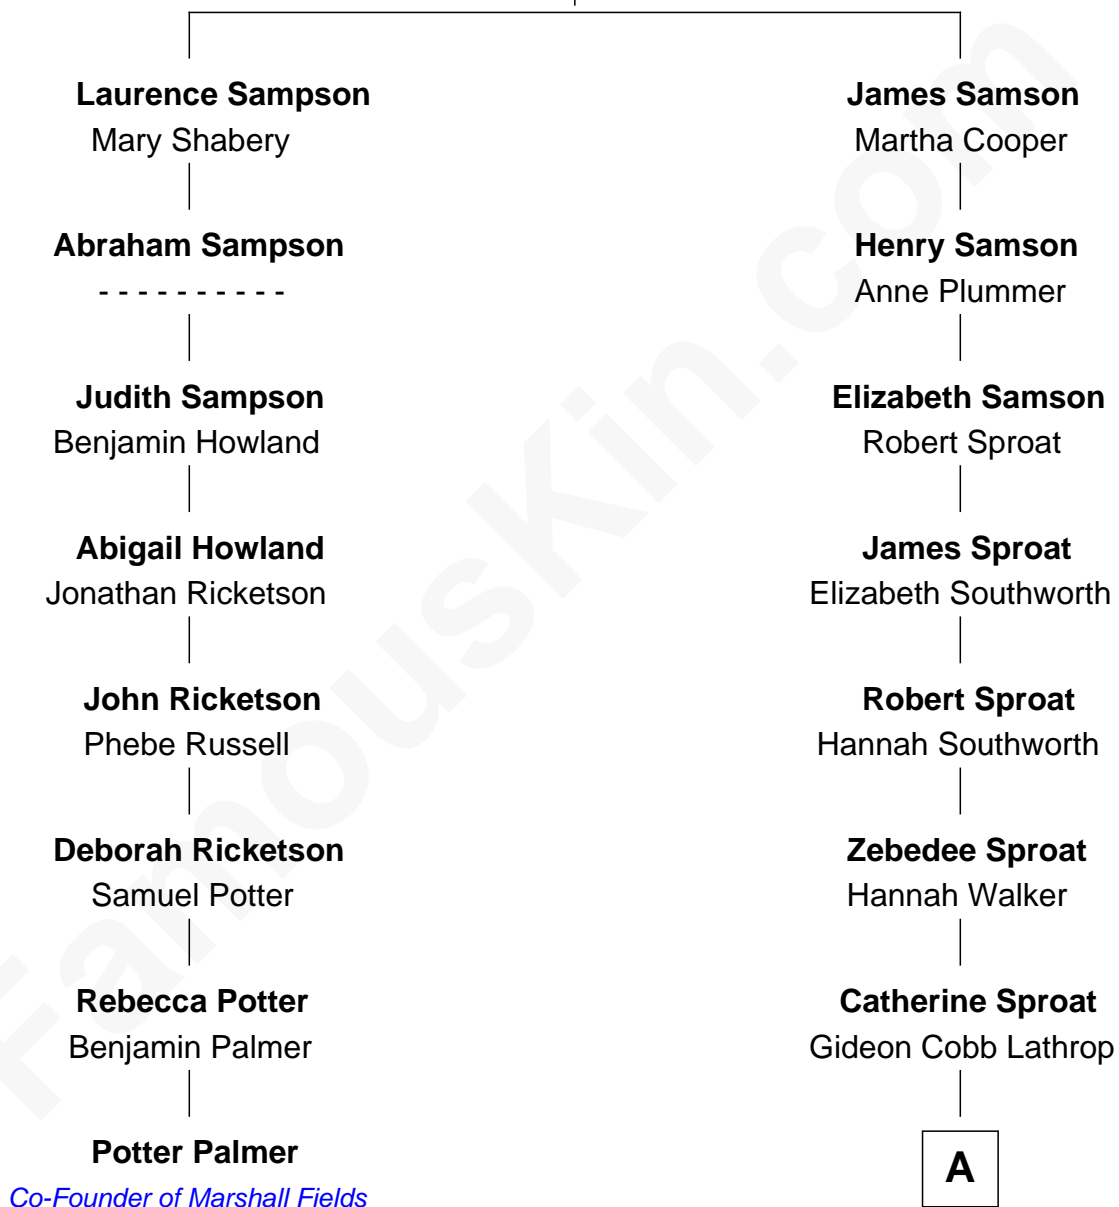 Laurence Sampson
Mary Shabery
James Samson
Martha Cooper
Abraham Sampson
- - - - - - - - - -
Henry Samson
Anne Plummer
Judith Sampson
Benjamin Howland
Elizabeth Samson
Robert Sproat
Abigail Howland
Jonathan Ricketson
James Sproat
Elizabeth Southworth
John Ricketson
Phebe Russell
Robert Sproat
Hannah Southworth
Deborah Ricketson
Samuel Potter
Zebedee Sproat
Hannah Walker
Rebecca Potter
Benjamin Palmer
Catherine Sproat
Gideon Cobb Lathrop
Potter Palmer
Co-Founder of Marshall Fields
A
FamousKin.com